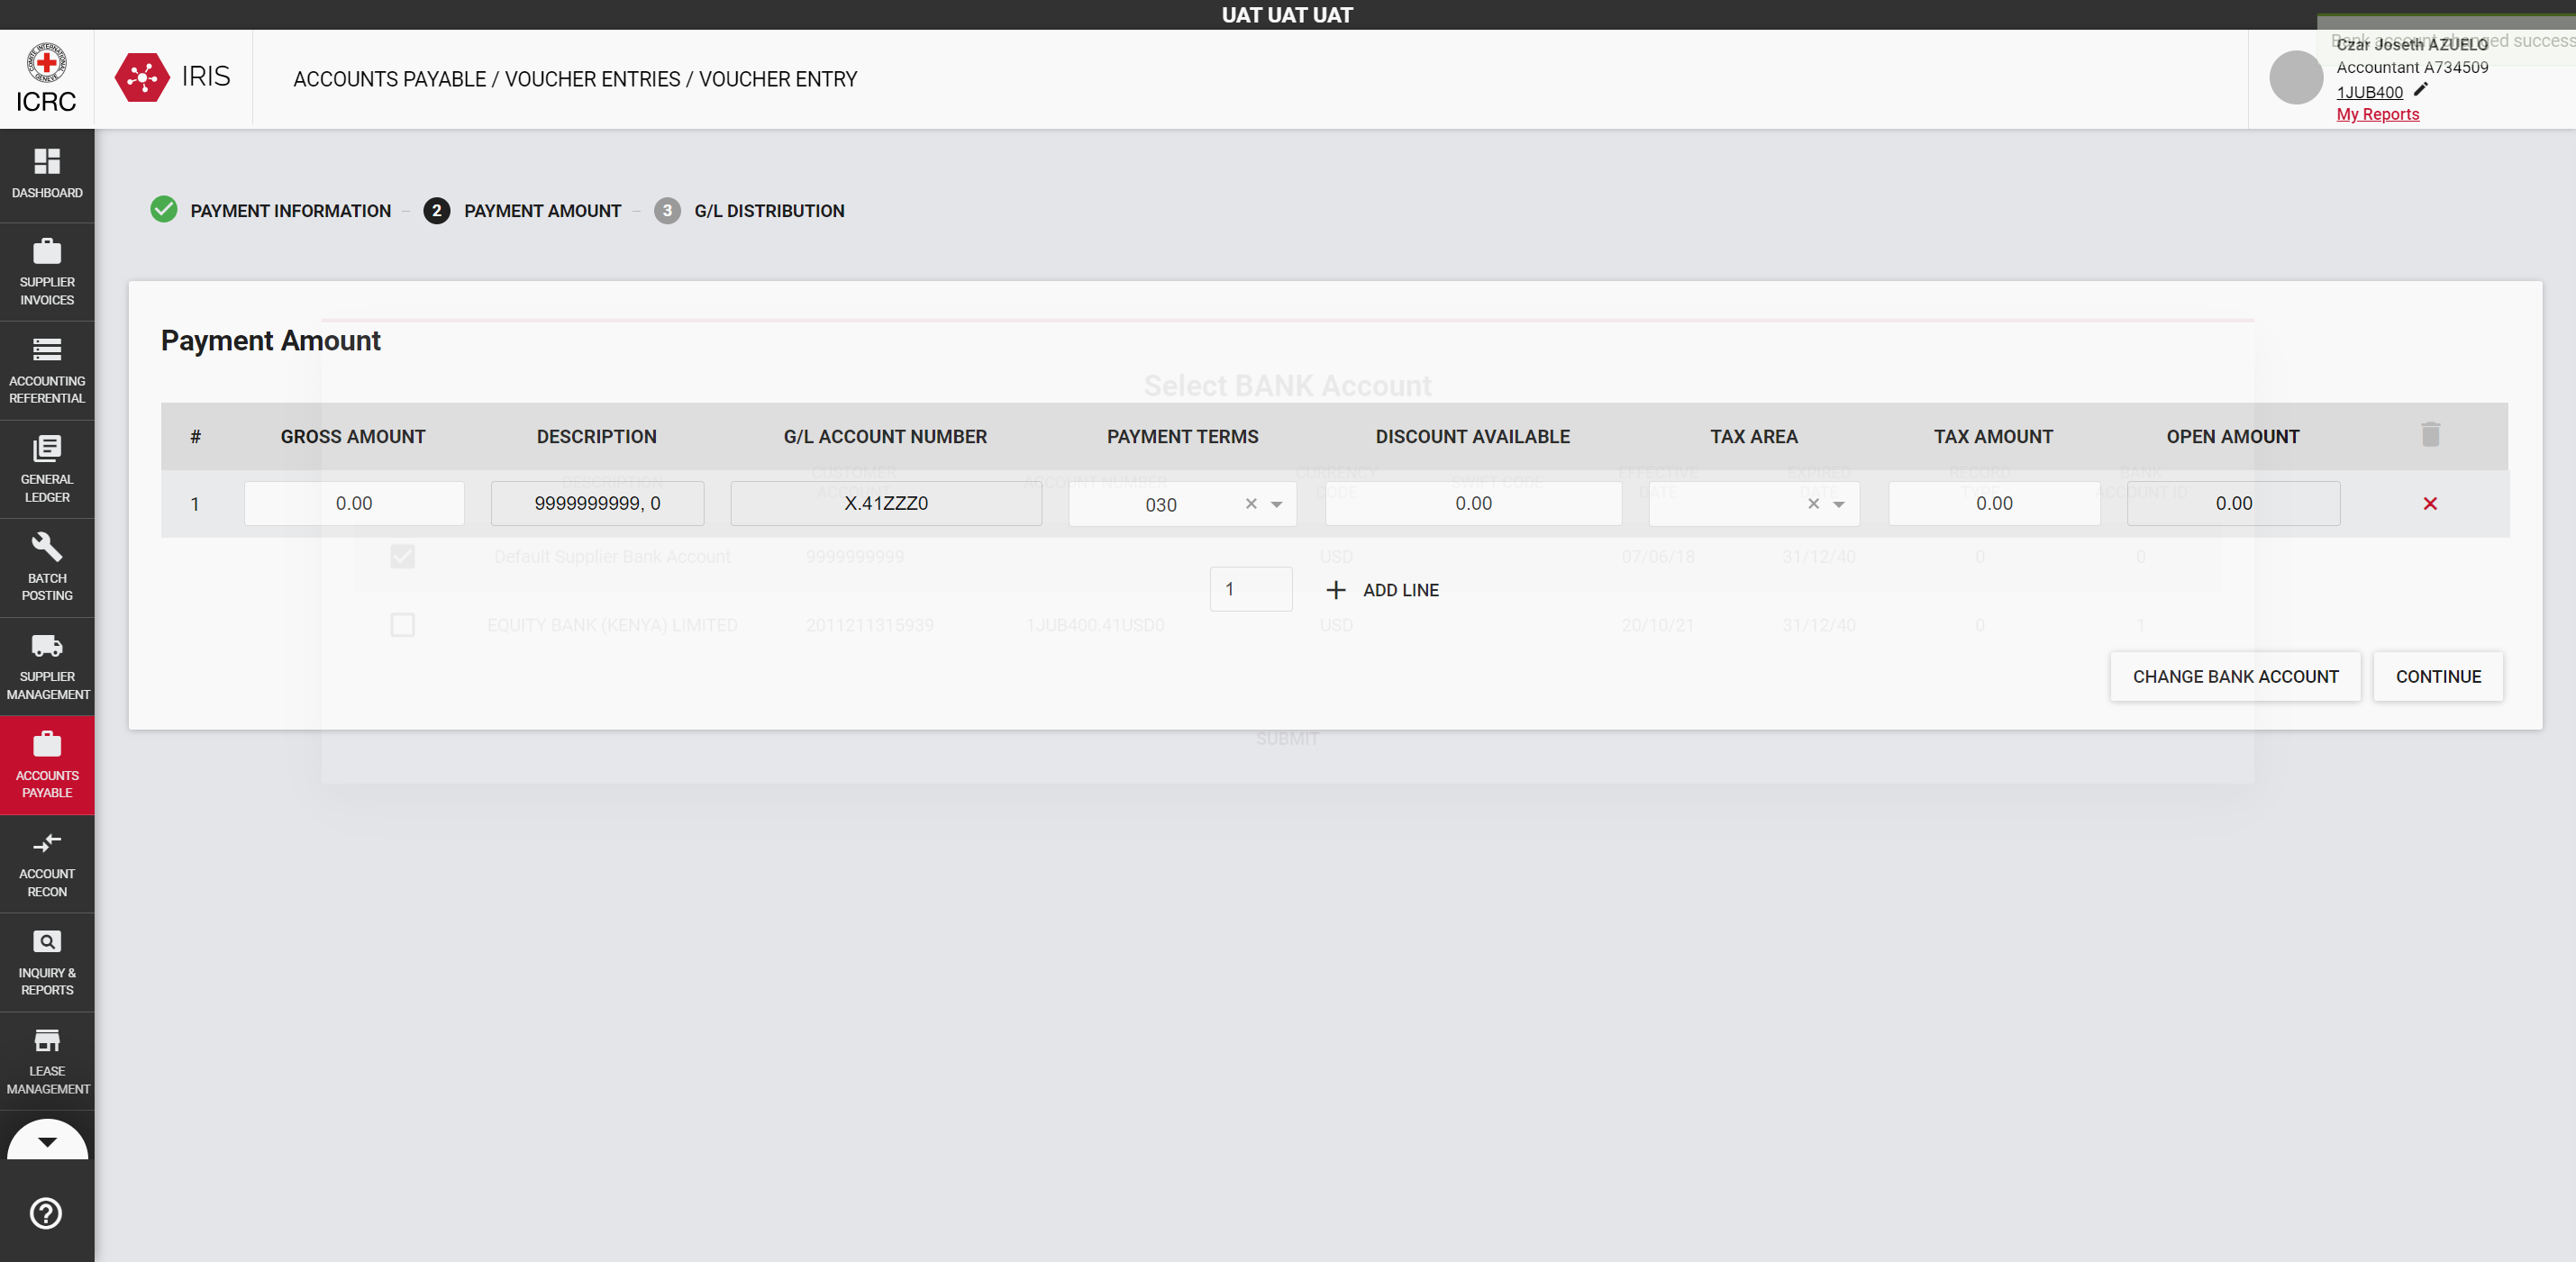 UAT UAT UAT
ICRC
IRIS
ACCOUNTS PAYABLE / VOUCHER ENTRIES / VOUCHER ENTRY
Bank account changed success
Czar Joseth AZUELO
Accountant A734509
1JUB400
My Reports
DASHBOARD
SUPPLIER
INVOICES
ACCOUNTING
REFERENTIAL
GENERAL
LEDGER
BATCH
POSTING
SUPPLIER
MANAGEMENT
ACCOUNTS
PAYABLE
ACCOUNT
RECON
INQUIRY &
REPORTS
LEASE
MANAGEMENT
PAYMENT INFORMATION – 2 PAYMENT AMOUNT – 3 G/L DISTRIBUTION
Payment Amount
Select BANK Account
# GROSS AMOUNT DESCRIPTION G/L ACCOUNT NUMBER PAYMENT TERMS DISCOUNT AVAILABLE TAX AREA TAX AMOUNT OPEN AMOUNT
DESCRIPTION CUSTOMER ACCOUNT ACCOUNT NUMBER CURRENCY CODE SWIFT CODE EFFECTIVE DATE EXPIRED DATE RECORD BANK ACCOUNT ID
1 0.00 9999999999, 0 X.41ZZZ0 030 0.00 0.00 0.00
Default Supplier Bank Account 9999999999 USD 07/06/18 31/12/40 0 0
1 ADD LINE
EQUITY BANK (KENYA) LIMITED 2011211315939 1JUB400.41USD0 USD 20/10/21 31/12/40 0 1
CHANGE BANK ACCOUNT CONTINUE
SUBMIT